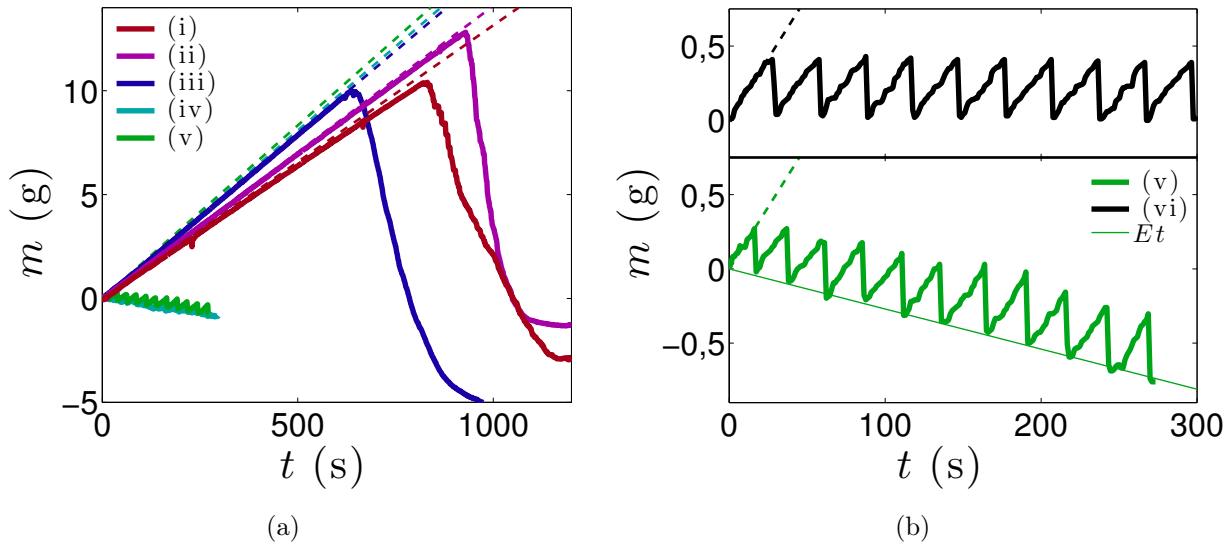 (i)
(ii)
(iii)
(iv)
(v)
10
5
0
−5
m (g)
0
500
1000
t (s)
(a)
0,5
0
0,5
0
−0,5
m (g)
(v)
(vi)
Et
0
100
200
300
t (s)
(b)